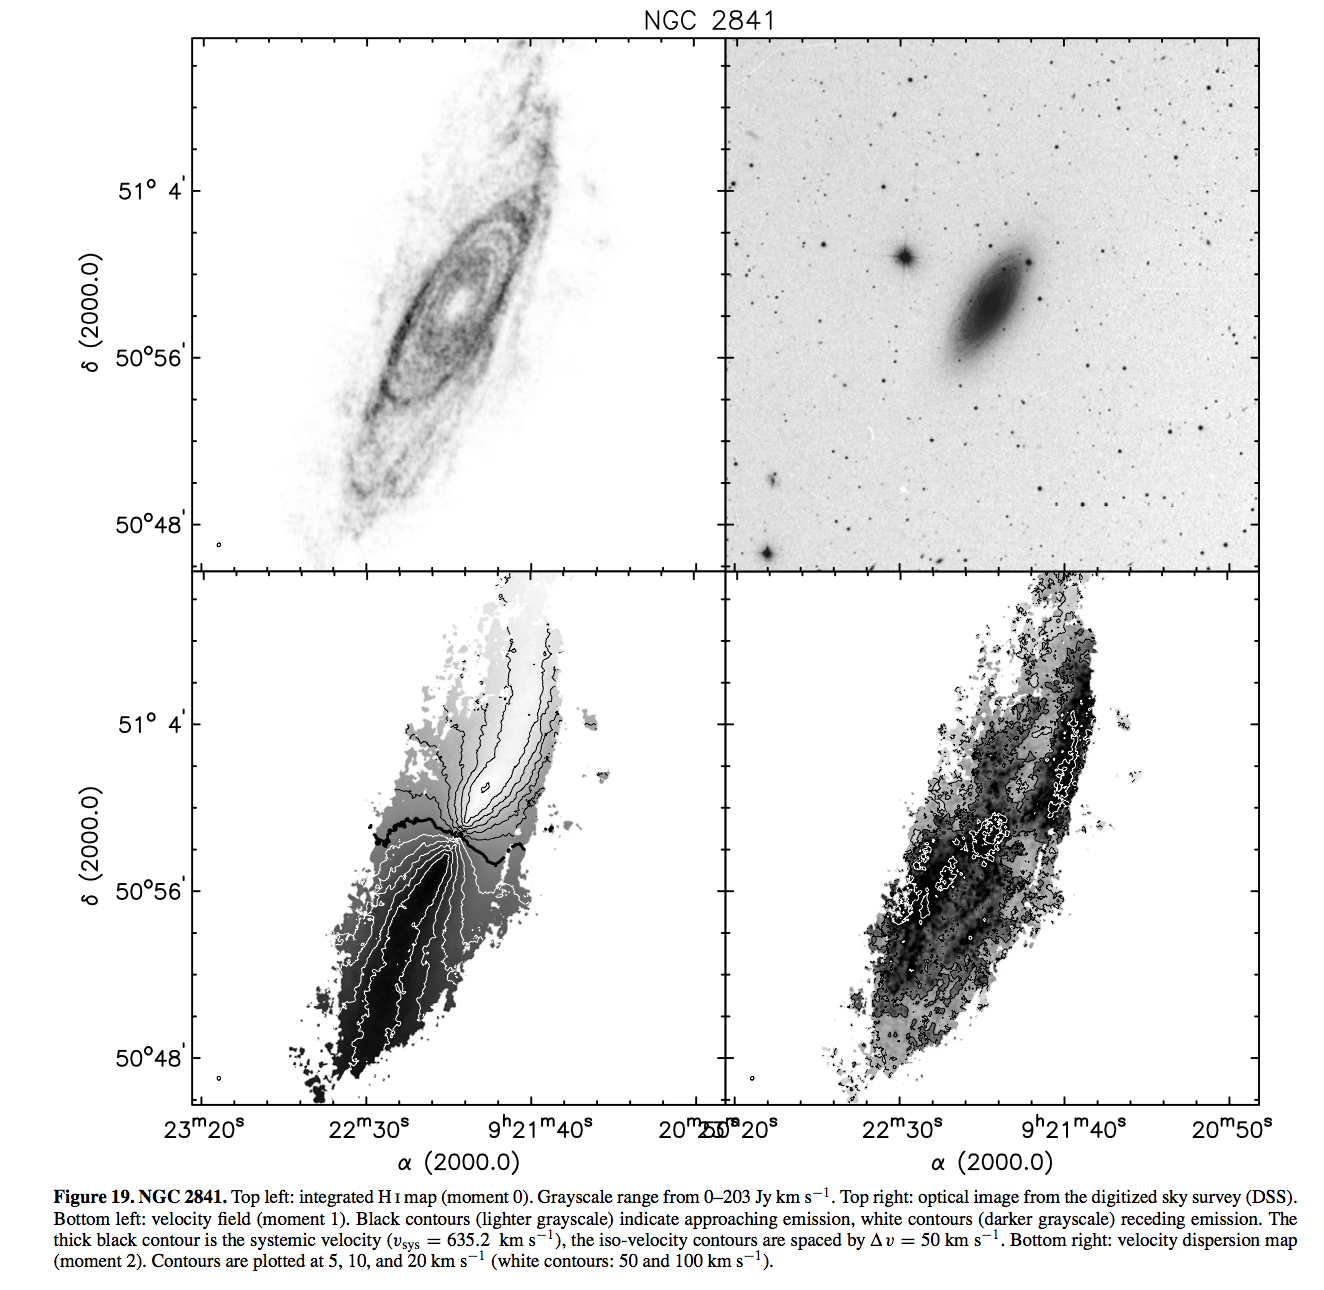 NGC 2841
51° 4'
50°56'
50°48'
δ (2000.0)
51° 4'
50°56'
50°48'
δ (2000.0)
23ᵐ20ˢ 22ᵐ30ˢ 9ʰ21ᵐ40ˢ 20ᵐ50ˢ
23ᵐ20ˢ 22ᵐ30ˢ 9ʰ21ᵐ40ˢ 20ᵐ50ˢ
α (2000.0) α (2000.0)
Figure 19. NGC 2841. Top left: integrated H I map (moment 0). Grayscale range from 0–203 Jy km s⁻¹. Top right: optical image from the digitized sky survey (DSS).
Bottom left: velocity field (moment 1). Black contours (lighter grayscale) indicate approaching emission, white contours (darker grayscale) receding emission. The
thick black contour is the systemic velocity (vsys = 635.2 km s⁻¹), the iso-velocity contours are spaced by Δv = 50 km s⁻¹. Bottom right: velocity dispersion map
(moment 2). Contours are plotted at 5, 10, and 20 km s⁻¹ (white contours: 50 and 100 km s⁻¹).